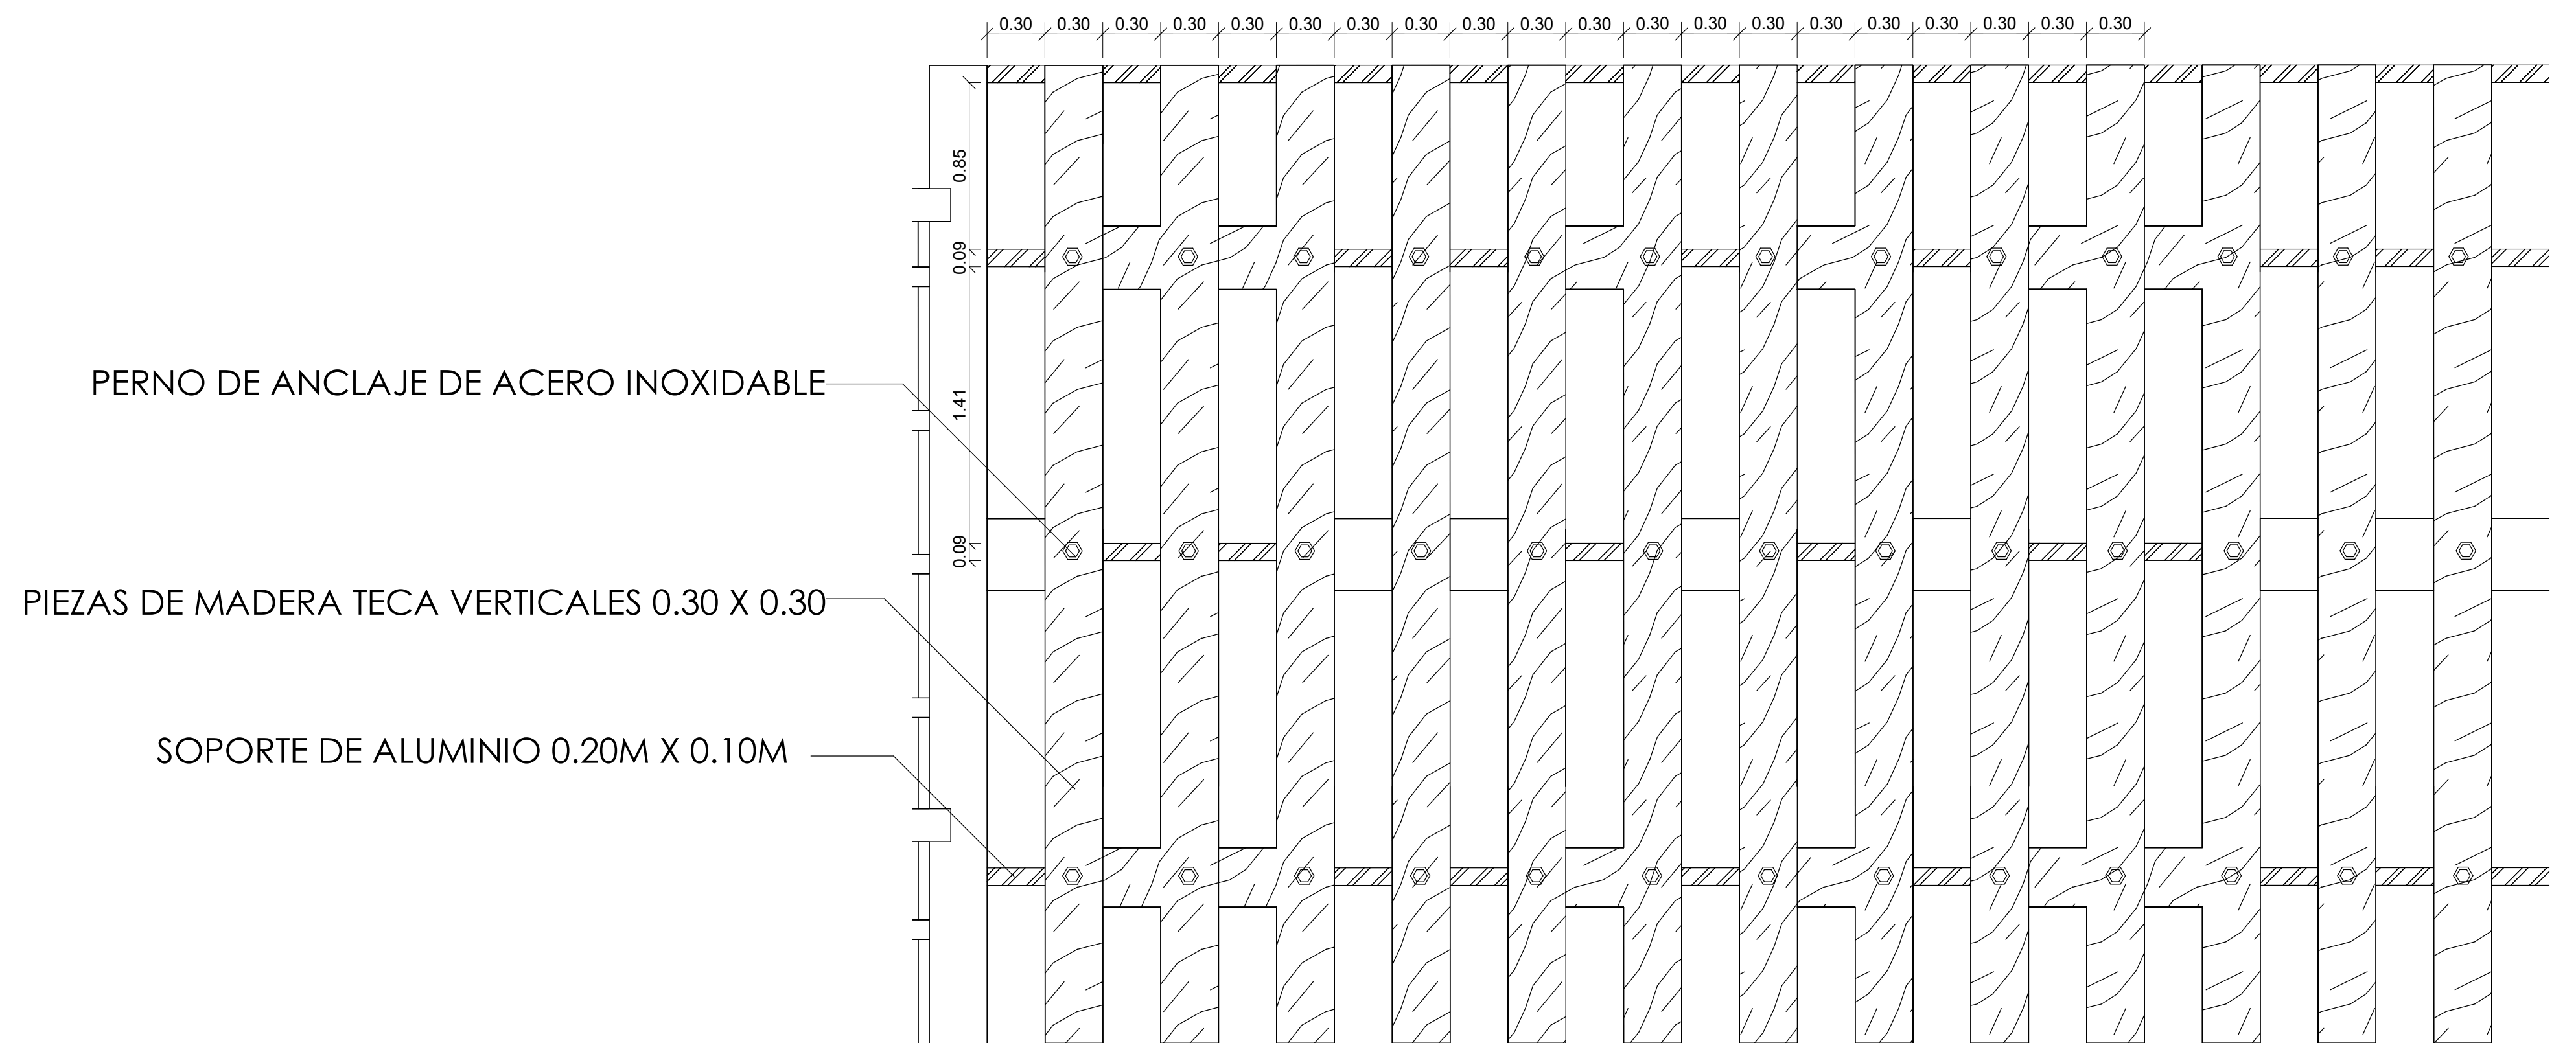 0.30 0.30 0.30 0.30 0.30 0.30 0.30 0.30 0.30 0.30 0.30 0.30 0.30 0.30 0.30 0.30 0.30 0.30 0.30 0.30
0.85
0.09
1.41
0.09
PERNO DE ANCLAJE DE ACERO INOXIDABLE
PIEZAS DE MADERA TECA VERTICALES 0.30 X 0.30
SOPORTE DE ALUMINIO 0.20M X 0.10M